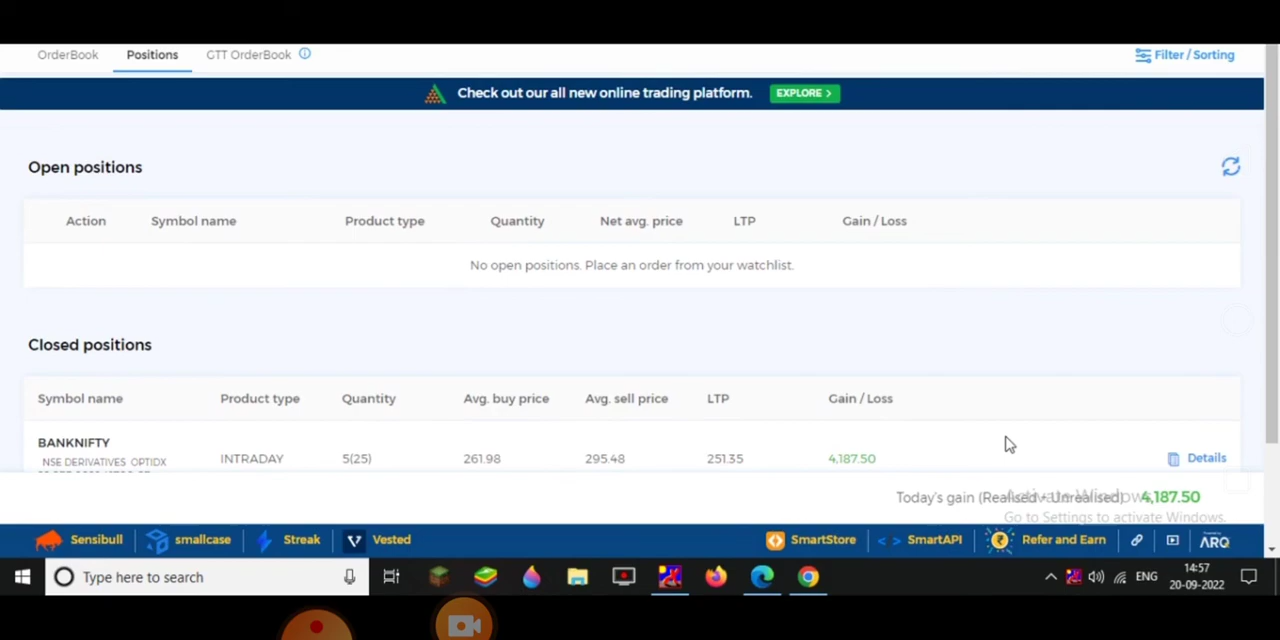 OrderBook Positions GTT OrderBook Filter / Sorting
Check out our all new online trading platform. EXPLORE >
Open positions
Action Symbol name Product type Quantity Net avg. price LTP Gain / Loss
No open positions. Place an order from your watchlist.
Closed positions
Symbol name Product type Quantity Avg. buy price Avg. sell price LTP Gain / Loss
BANKNIFTY
NSE DERIVATIVES OPTIDX INTRADAY 5(25) 261.98 295.48 251.35 4,187.50 Details
Today's gain (Realised + Unrealised) 4,187.50
Activate Windows
Go to Settings to activate Windows.
Sensibull smallcase Streak Vested SmartStore SmartAPI Refer and Earn ARQ
Type here to search ENG 14:57
20-09-2022